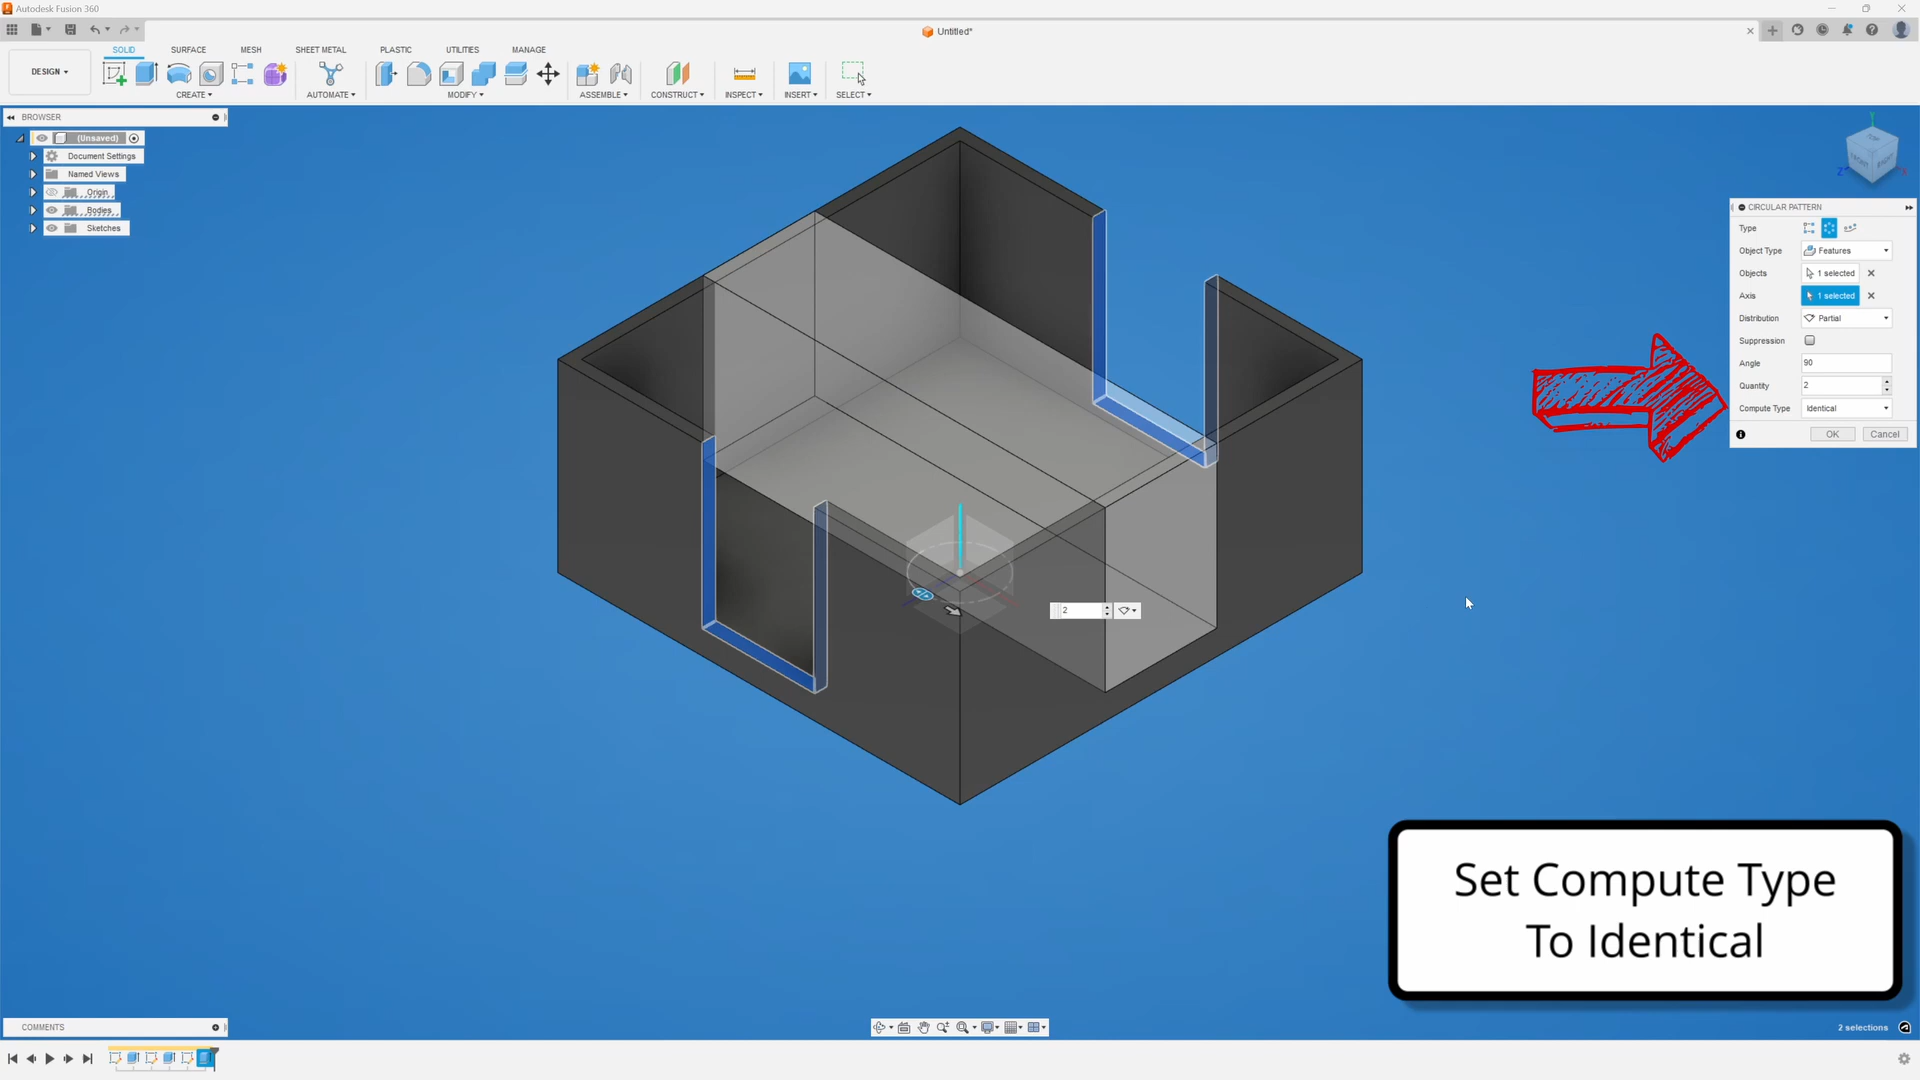 Autodesk Fusion 360
Untitled*
SOLID
SURFACE
MESH
SHEET METAL
PLASTIC
UTILITIES
MANAGE
DESIGN
CREATE
AUTOMATE
MODIFY
ASSEMBLE
CONSTRUCT
INSPECT
INSERT
SELECT
BROWSER
(Unsaved)
Document Settings
Named Views
Origin
Bodies
Sketches
Y
Z
X
FRONT
RIGHT
CIRCULAR PATTERN
Type
Object Type Features
Objects 1 selected
Axis 1 selected
Distribution Partial
Suppression
Angle 90
Quantity 2
Compute Type Identical
OK Cancel
2
Set Compute Type
To Identical
COMMENTS
2 selections